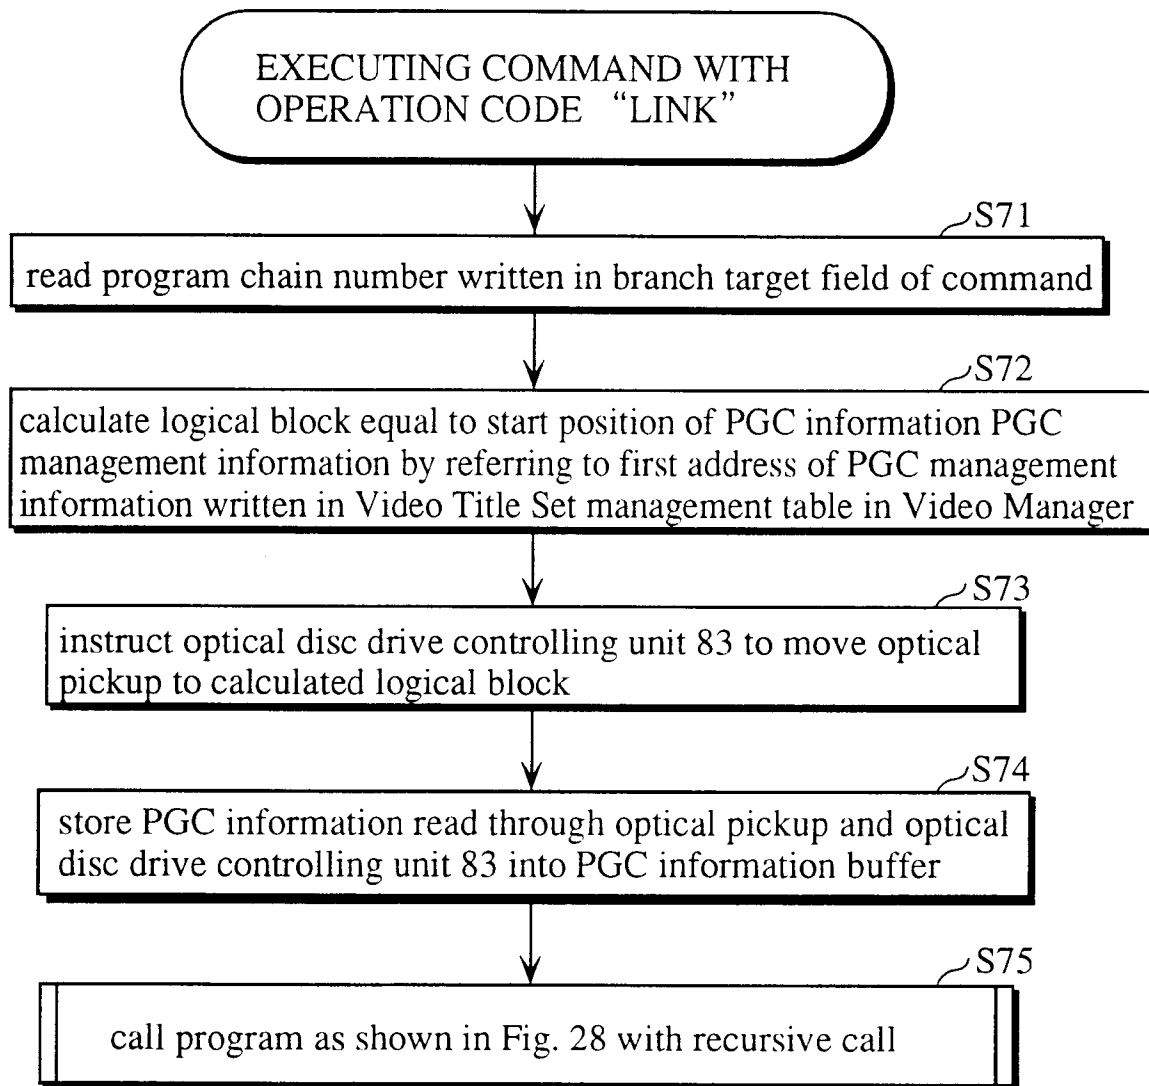 EXECUTING COMMAND WITH
OPERATION CODE “LINK”
S71
read program chain number written in branch target field of command
S72
calculate logical block equal to start position of PGC information PGC
management information by referring to first address of PGC management
information written in Video Title Set management table in Video Manager
S73
instruct optical disc drive controlling unit 83 to move optical
pickup to calculated logical block
S74
store PGC information read through optical pickup and optical
disc drive controlling unit 83 into PGC information buffer
S75
call program as shown in Fig. 28 with recursive call